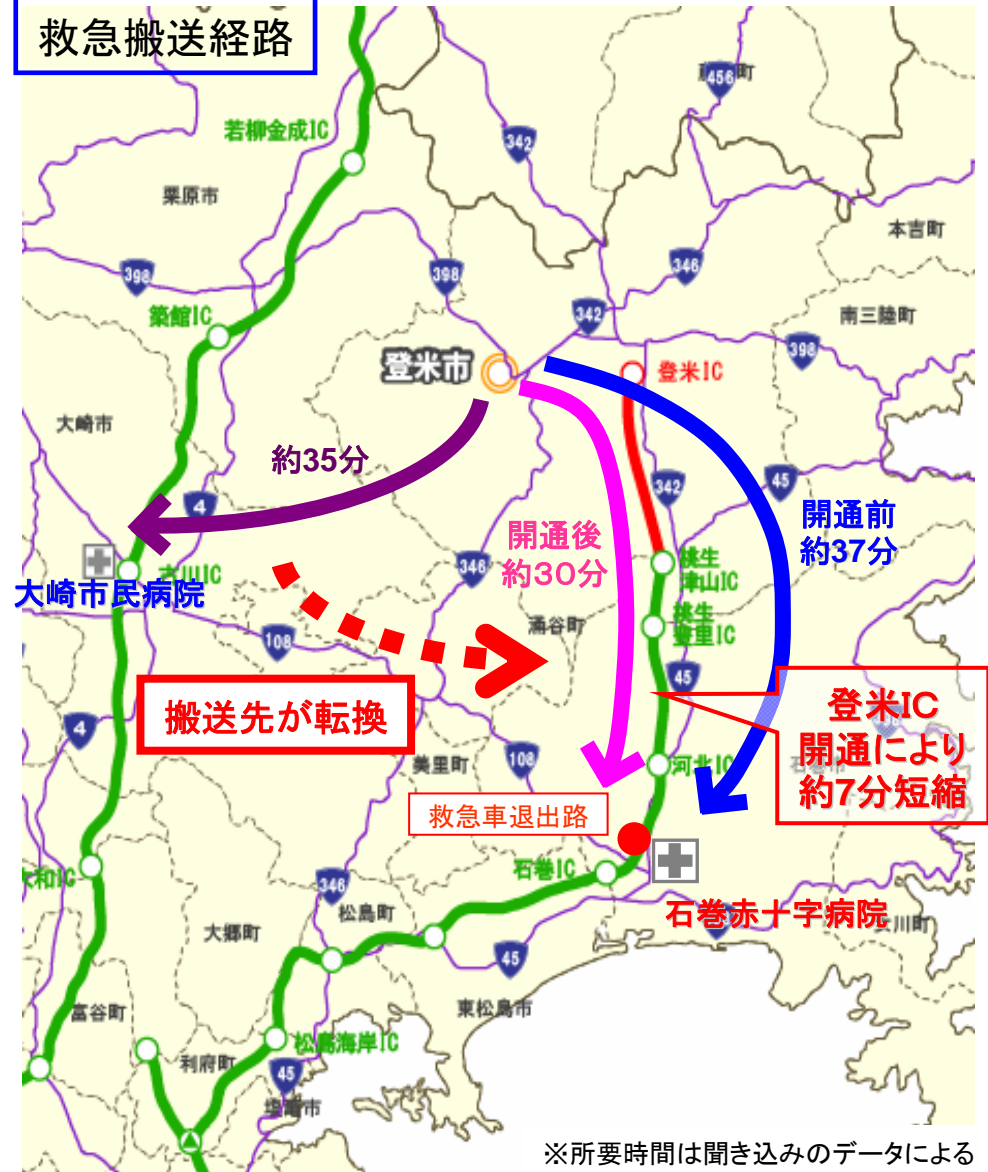 救急搬送経路
456
342
若柳金成IC
栗原市
本吉町
346
398
398
342
築館IC
南三陸町
398
登米市
登米IC
大崎市
約35分
342
45
4
開通後
約30分
開通前
約37分
346
桃生
津山IC
古川IC
大崎市民病院
桃生
豊里IC
涌谷町
108
45
搬送先が転換
登米IC
開通により
約7分短縮
4
美里町
108
河北IC
石巻市
救急車退出路
大和IC
石巻IC
346
松島町
石巻赤十字病院
大郷町
45
東松島市
富谷町
松島海岸IC
利府町
45
塩竈市
※所要時間は聞き込みのデータによる